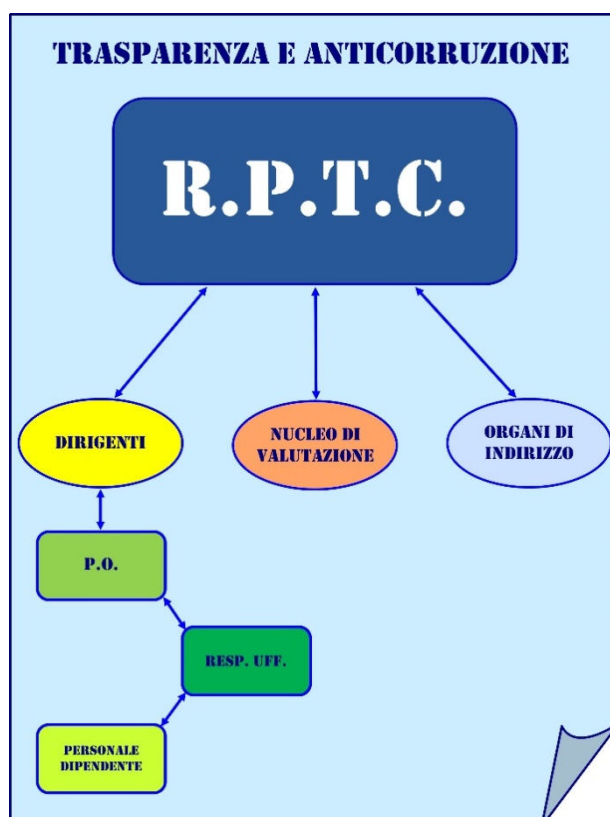 TRASPARENZA E ANTICORRUZIONE
R.P.T.C.
DIRIGENTI
NUCLEO DI
VALUTAZIONE
ORGANI DI
INDIRIZZO
P.O.
RESP. UFF.
PERSONALE
DIPENDENTE